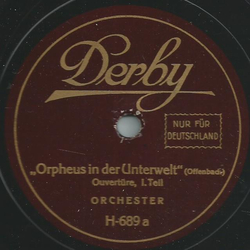 Derby
NUR FÜR
DEUTSCHLAND
„Orpheus in der Unterwelt" (Offenbach)
Ouvertüre, I. Teil
ORCHESTER
H-689 a